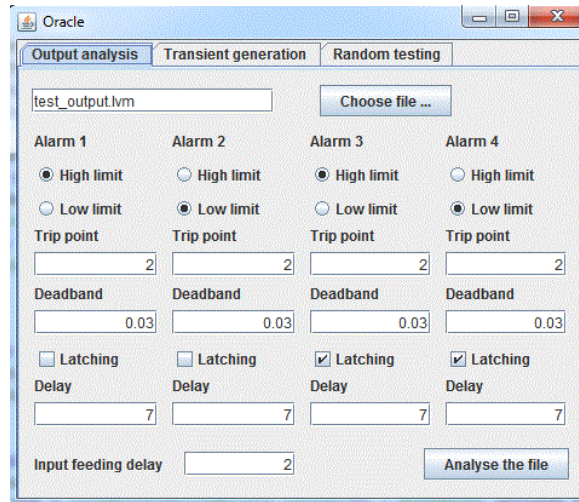 Oracle
Output analysis Transient generation Random testing
test_output.lvm Choose file ...
Alarm 1 Alarm 2 Alarm 3 Alarm 4
High limit High limit High limit High limit
Low limit Low limit Low limit Low limit
Trip point Trip point Trip point Trip point
2 2 2 2
Deadband Deadband Deadband Deadband
0.03 0.03 0.03 0.03
Latching Latching Latching Latching
Delay Delay Delay Delay
7 7 7 7
Input feeding delay 2 Analyse the file